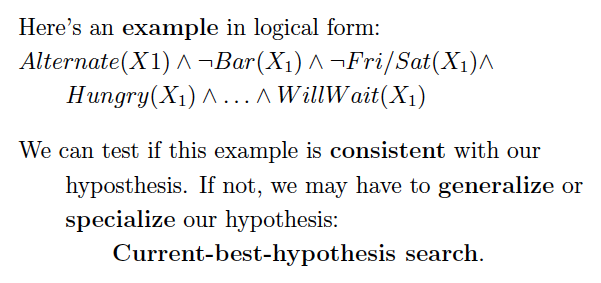 Here's an example in logical form:
Alternate(X1) ∧ ¬Bar(X₁) ∧ ¬Fri/Sat(X₁)∧
Hungry(X₁) ∧ … ∧ WillWait(X₁)
We can test if this example is consistent with our
hyposthesis. If not, we may have to generalize or
specialize our hypothesis:
Current-best-hypothesis search.